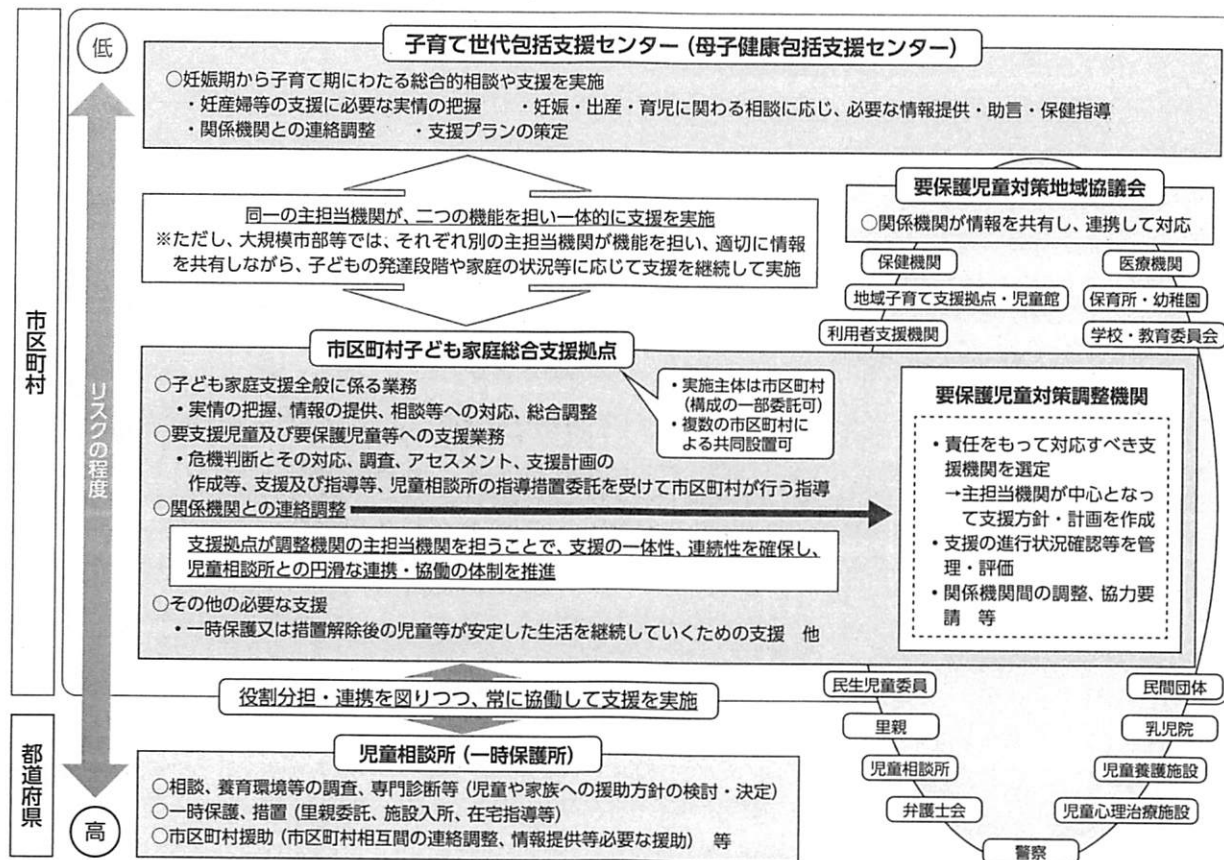 低
子育て世代包括支援センター（母子健康包括支援センター）
○妊娠期から子育て期にわたる総合的相談や支援を実施
・妊産婦等の支援に必要な実情の把握　・妊娠・出産・育児に関わる相談に応じ、必要な情報提供・助言・保健指導
・関係機関との連絡調整　・支援プランの策定
同一の主担当機関が、二つの機能を担い一体的に支援を実施
※ただし、大規模市部等では、それぞれ別の主担当機関が機能を担い、適切に情報
を共有しながら、子どもの発達段階や家庭の状況等に応じて支援を継続して実施
要保護児童対策地域協議会
○関係機関が情報を共有し、連携して対応
保健機関
医療機関
地域子育て支援拠点・児童館
保育所・幼稚園
利用者支援機関
学校・教育委員会
市区町村
リスクの程度
市区町村子ども家庭総合支援拠点
○子ども家庭支援全般に係る業務
・実情の把握、情報の提供、相談等への対応、総合調整
○要支援児童及び要保護児童等への支援業務
・危機判断とその対応、調査、アセスメント、支援計画の
作成等、支援及び指導等、児童相談所の指導措置委託を受けて市区町村が行う指導
○関係機関との連絡調整
支援拠点が調整機関の主担当機関を担うことで、支援の一体性、連続性を確保し、
児童相談所との円滑な連携・協働の体制を推進
○その他の必要な支援
・一時保護又は措置解除後の児童等が安定した生活を継続していくための支援　他
・実施主体は市区町村
（構成の一部委託可）
・複数の市区町村に
よる共同設置可
要保護児童対策調整機関
・責任をもって対応すべき支
援機関を選定
→主担当機関が中心となっ
て支援方針・計画を作成
・支援の進行状況確認等を管
理・評価
・関係機関間の調整、協力要
請　等
役割分担・連携を図りつつ、常に協働して支援を実施
民生児童委員
民間団体
里親
乳児院
児童相談所
児童養護施設
弁護士会
児童心理治療施設
警察
都道府県
児童相談所（一時保護所）
○相談、養育環境等の調査、専門診断等（児童や家族への援助方針の検討・決定）
○一時保護、措置（里親委託、施設入所、在宅指導等）
○市区町村援助（市区町村相互間の連絡調整、情報提供等必要な援助）　等
高